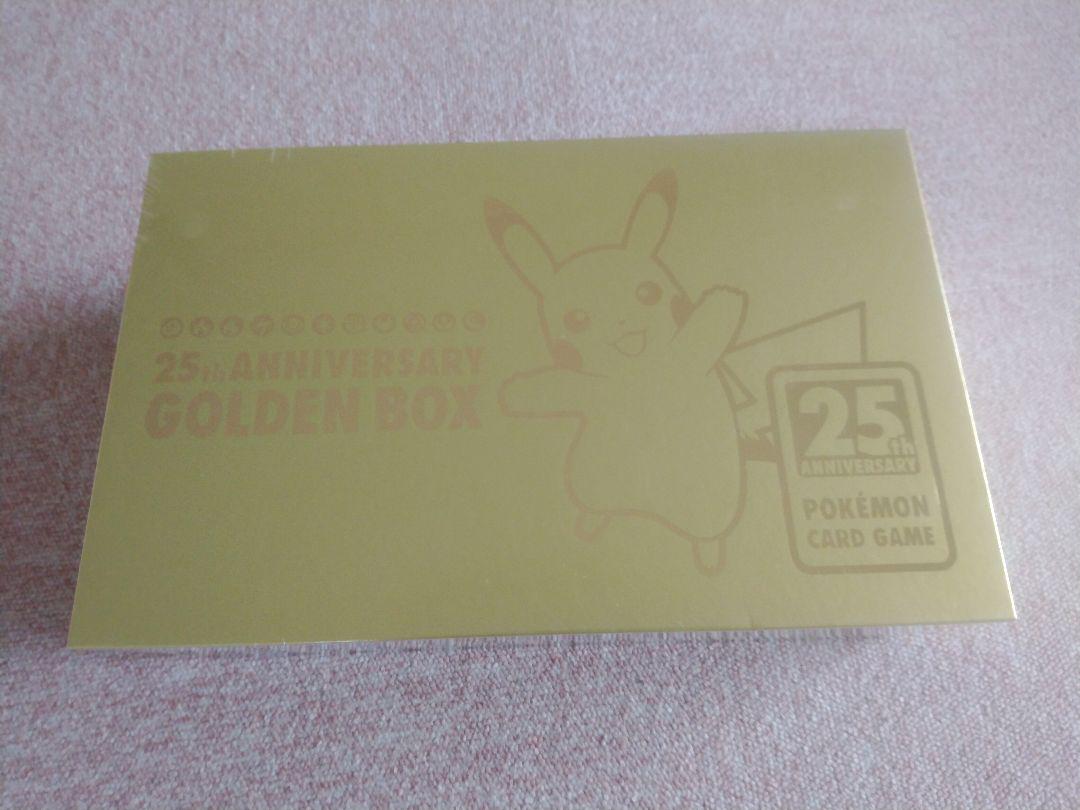 25th ANNIVERSARY
GOLDEN BOX
25th
ANNIVERSARY
POKÉMON
CARD GAME